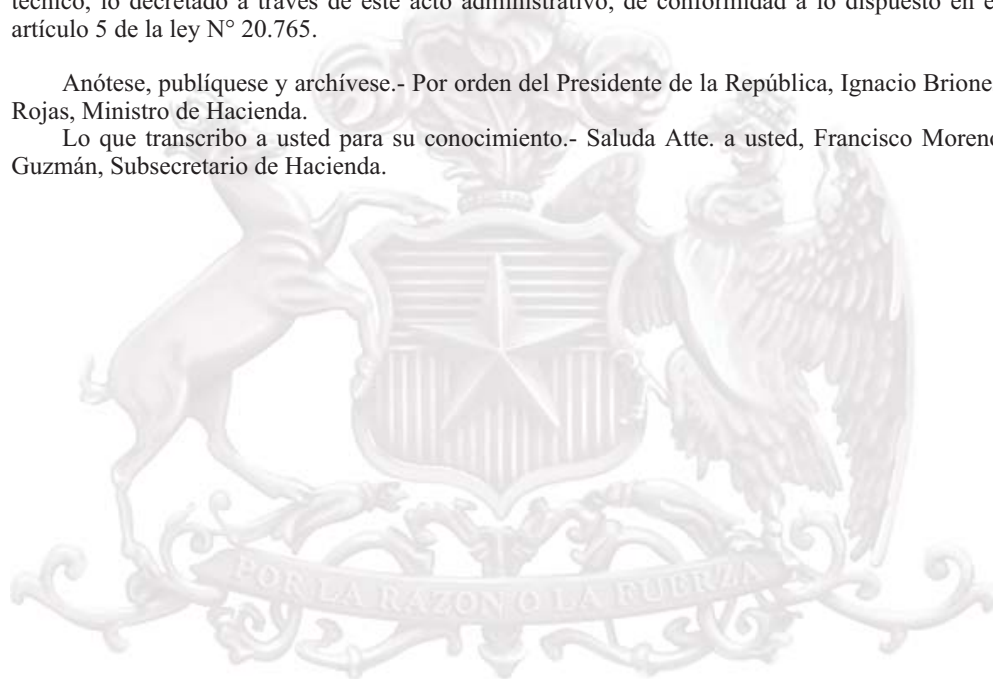 técnico, lo decretado a través de este acto administrativo, de conformidad a lo dispuesto en e
artículo 5 de la ley N° 20.765.
Anótese, publíquese y archívese.- Por orden del Presidente de la República, Ignacio Brione
Rojas, Ministro de Hacienda.
Lo que transcribo a usted para su conocimiento.- Saluda Atte. a usted, Francisco Moreno
Guzmán, Subsecretario de Hacienda.
POR LA RAZON O LA FUERZA